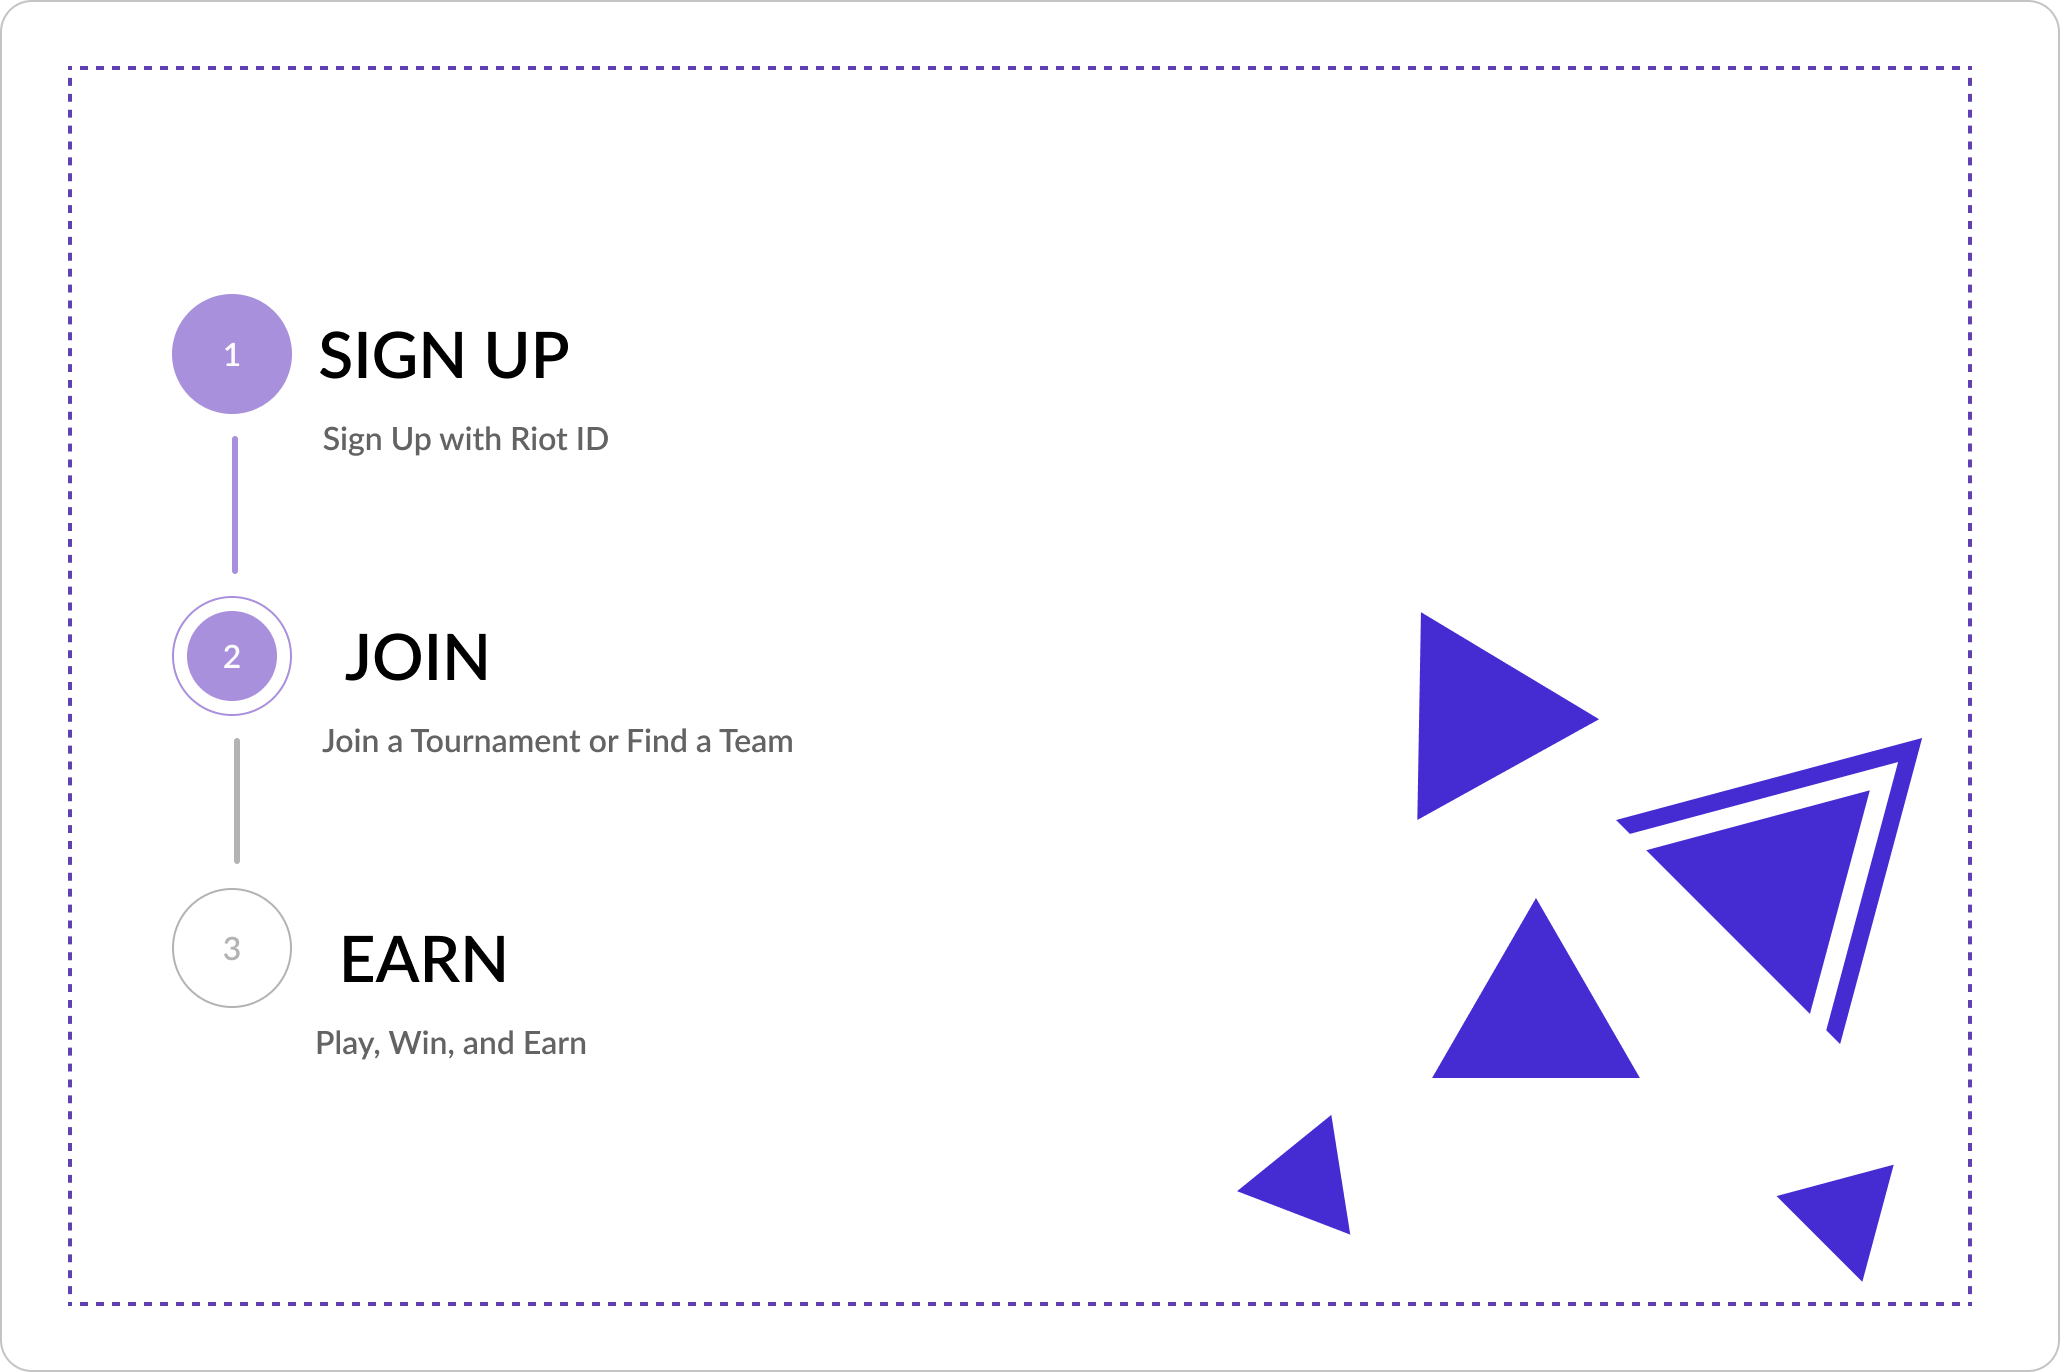 1
SIGN UP
Sign Up with Riot ID
2
JOIN
Join a Tournament or Find a Team
3
EARN
Play, Win, and Earn